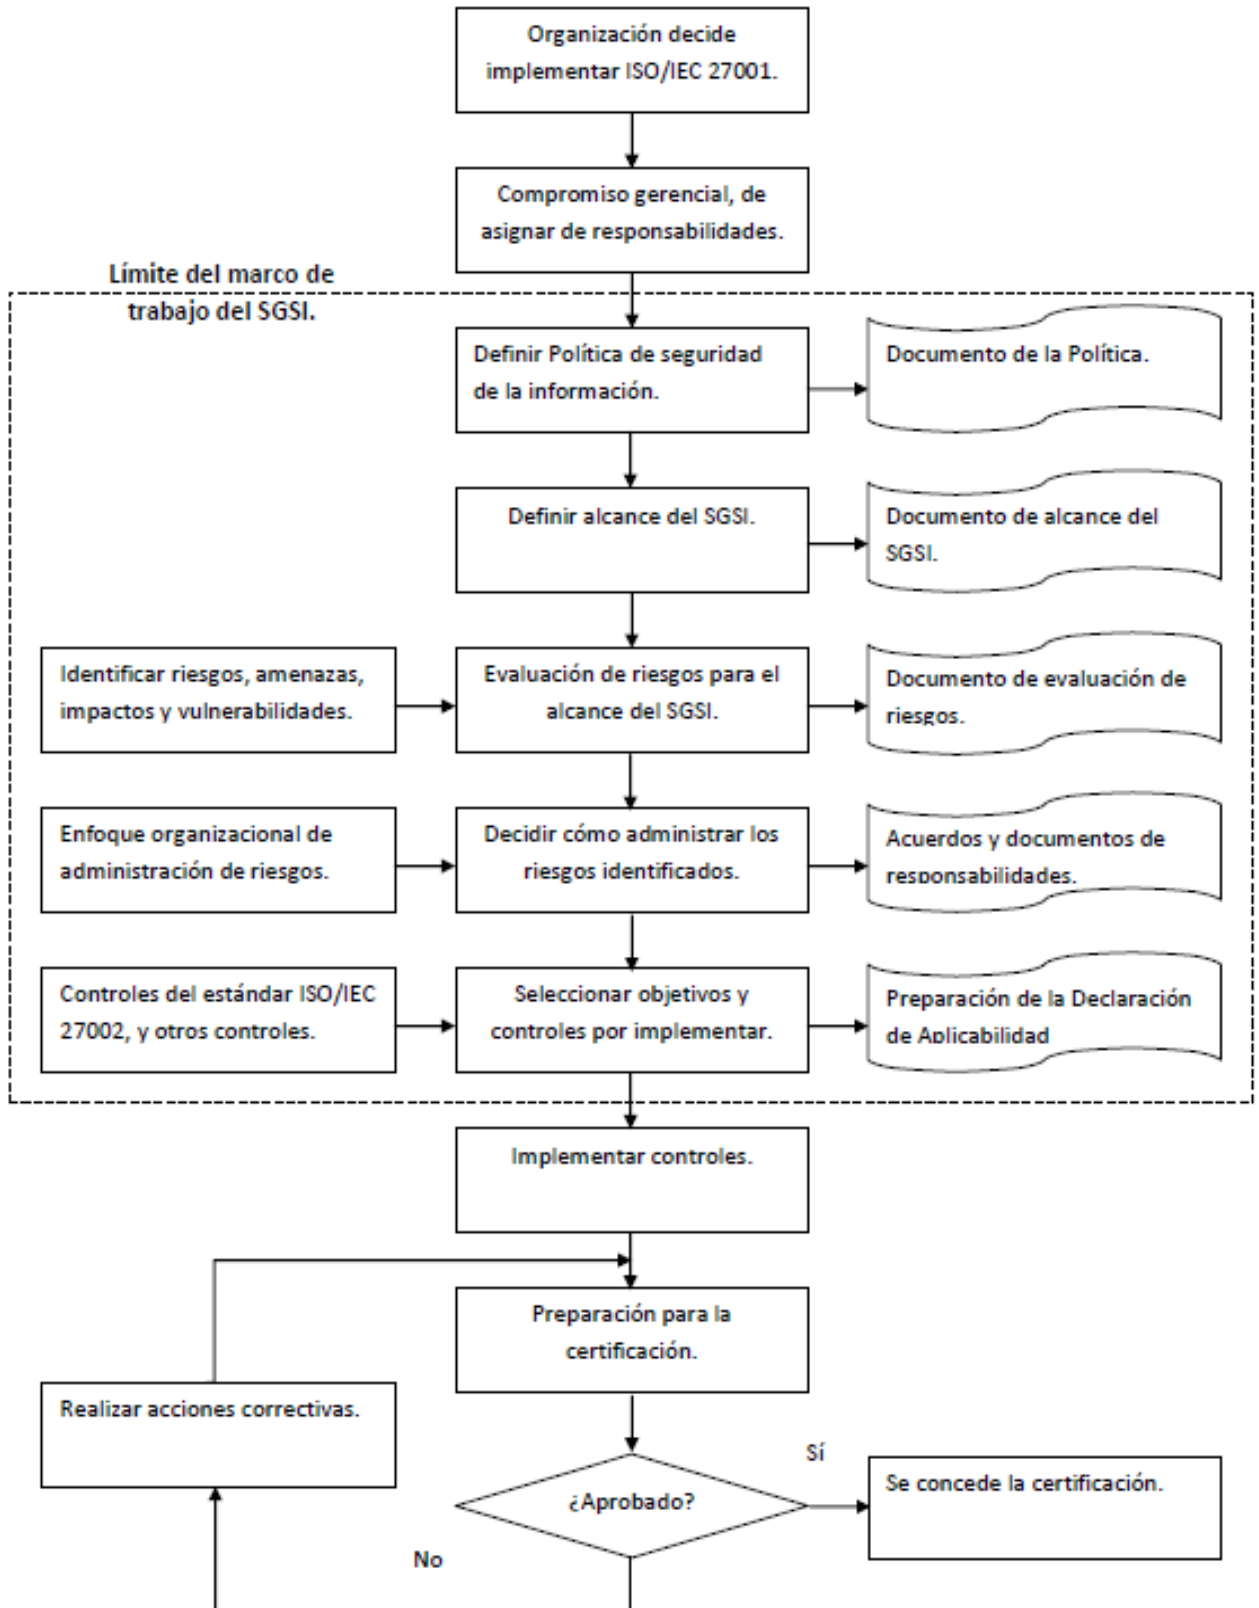 Organización decide
implementar ISO/IEC 27001.
Compromiso gerencial, de
asignar de responsabilidades.
Límite del marco de
trabajo del SGSI.
Definir Política de seguridad
de la información.
Documento de la Política.
Definir alcance del SGSI.
Documento de alcance del
SGSI.
Identificar riesgos, amenazas,
impactos y vulnerabilidades.
Evaluación de riesgos para el
alcance del SGSI.
Documento de evaluación de
riesgos.
Enfoque organizacional de
administración de riesgos.
Decidir cómo administrar los
riesgos identificados.
Acuerdos y documentos de
responsabilidades.
Controles del estándar ISO/IEC
27002, y otros controles.
Seleccionar objetivos y
controles por implementar.
Preparación de la Declaración
de Aplicabilidad
Implementar controles.
Preparación para la
certificación.
Realizar acciones correctivas.
¿Aprobado?
Sí
Se concede la certificación.
No